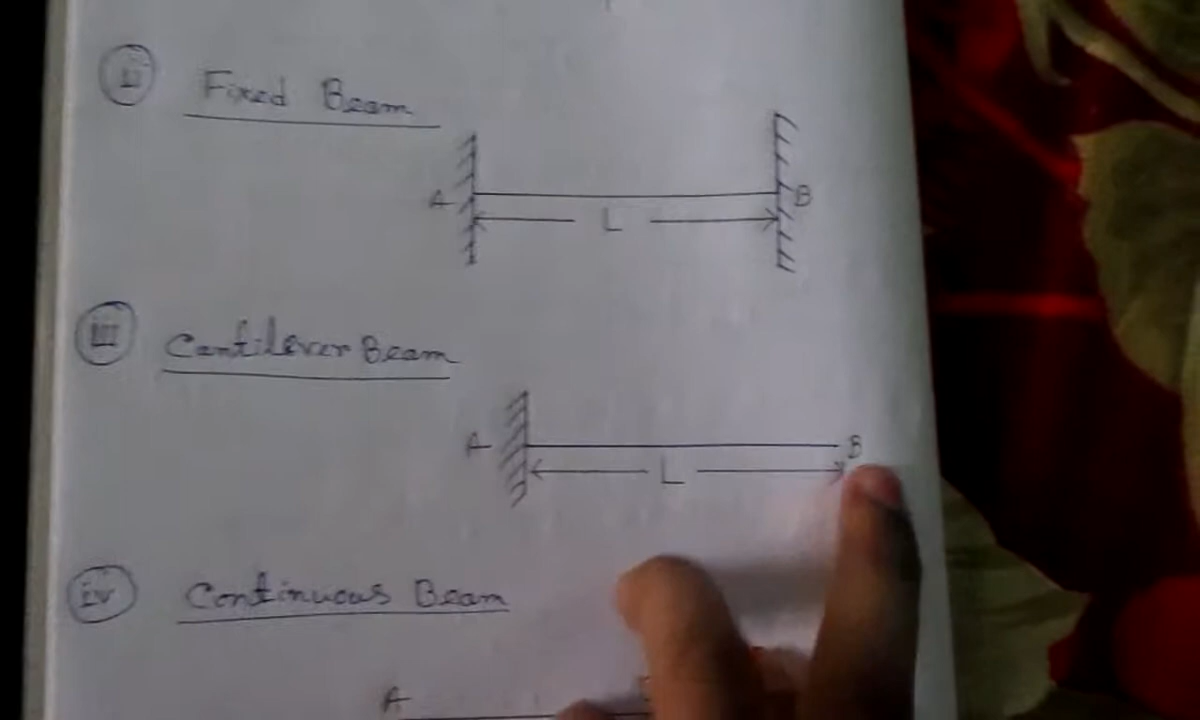 ii Fixed Beam
A B
L
iii Cantilever Beam
A B
L
iv Continuous Beam
A